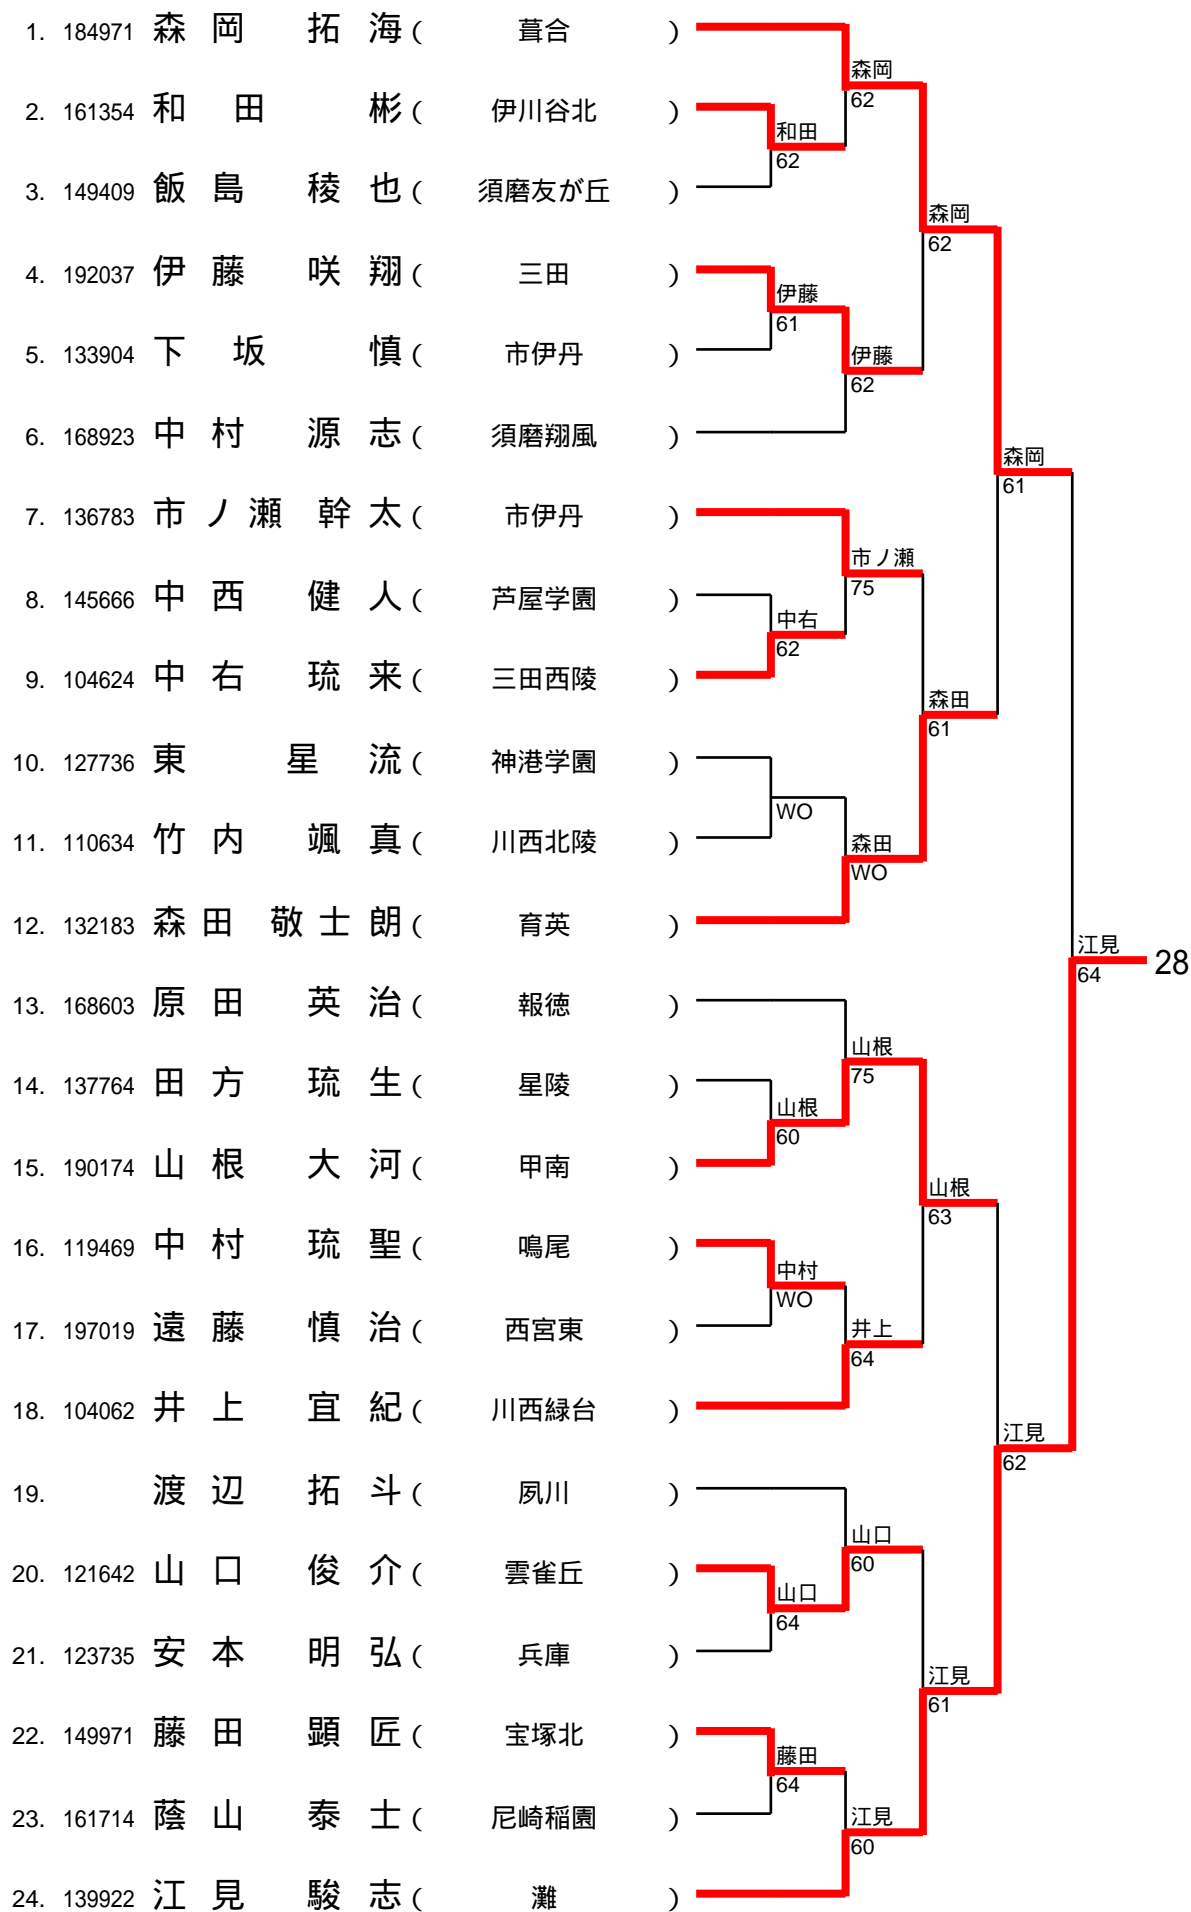 1. 184971 森岡 拓海 ( 葺合 )
森岡
62
2. 161354 和田 彬 ( 伊川谷北 )
和田
62
3. 149409 飯島 稜也 ( 須磨友が丘 )
森岡
62
4. 192037 伊藤 咲翔 ( 三田 )
伊藤
61
5. 133904 下坂 慎 ( 市伊丹 )
伊藤
62
6. 168923 中村 源志 ( 須磨翔風 )
森岡
61
7. 136783 市ノ瀬 幹太 ( 市伊丹 )
市ノ瀬
75
8. 145666 中西 健人 ( 芦屋学園 )
中右
62
9. 104624 中右 琉来 ( 三田西陵 )
森田
61
10. 127736 東 星流 ( 神港学園 )
WO
11. 110634 竹内 颯真 ( 川西北陵 )
森田
WO
12. 132183 森田 敬士朗 ( 育英 )
江見
64
28
13. 168603 原田 英治 ( 報徳 )
山根
75
14. 137764 田方 琉生 ( 星陵 )
山根
60
15. 190174 山根 大河 ( 甲南 )
山根
63
16. 119469 中村 琉聖 ( 鳴尾 )
中村
WO
17. 197019 遠藤 慎治 ( 西宮東 )
井上
64
18. 104062 井上 宜紀 ( 川西緑台 )
江見
62
19. 渡辺 拓斗 ( 夙川 )
山口
60
20. 121642 山口 俊介 ( 雲雀丘 )
山口
64
21. 123735 安本 明弘 ( 兵庫 )
江見
61
22. 149971 藤田 顕匠 ( 宝塚北 )
藤田
64
23. 161714 蔭山 泰士 ( 尼崎稲園 )
江見
60
24. 139922 江見 駿志 ( 灘 )